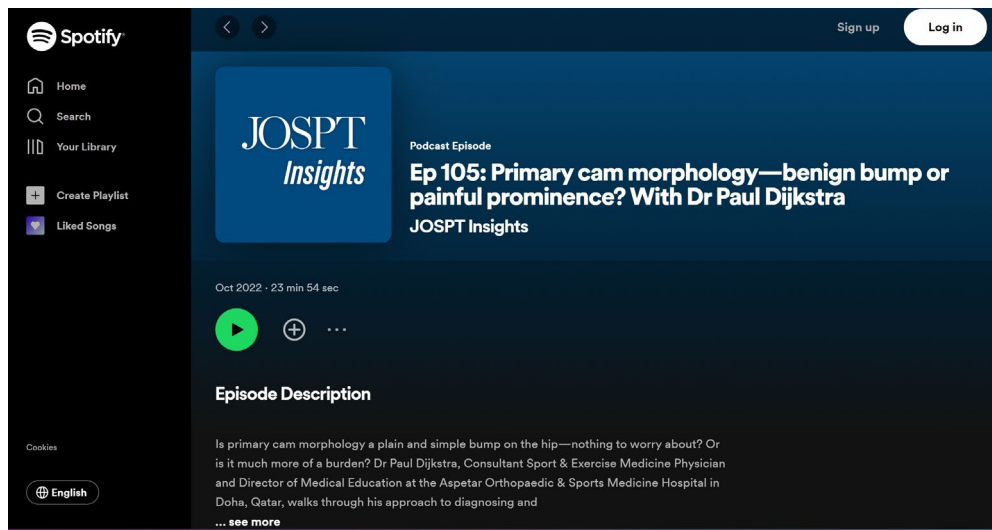 Spotify
Home
Search
Your Library
Create Playlist
Liked Songs
Cookies
English
Sign up
Log in
JOSPT
Insights
Podcast Episode
Ep 105: Primary cam morphology—benign bump or
painful prominence? With Dr Paul Dijkstra
JOSPT Insights
Oct 2022 · 23 min 54 sec
Episode Description
Is primary cam morphology a plain and simple bump on the hip—nothing to worry about? Or
is it much more of a burden? Dr Paul Dijkstra, Consultant Sport & Exercise Medicine Physician
and Director of Medical Education at the Aspetar Orthopaedic & Sports Medicine Hospital in
Doha, Qatar, walks through his approach to diagnosing and
... see more